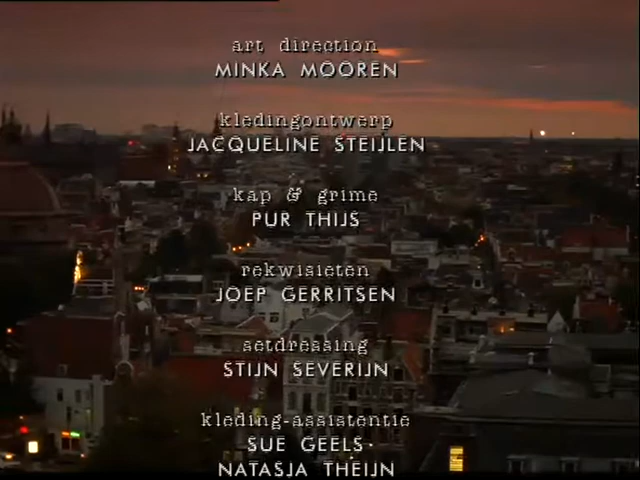 art direction
MINKA MOOREN
kledingontwerp
JACQUELINE STEIJLEN
kap & grime
PUR THIJS
rekwisieten
JOEP GERRITSEN
setdressing
STIJN SEVERIJN
kleding-assistentie
SUE GEELS
NATASJA THEIJN